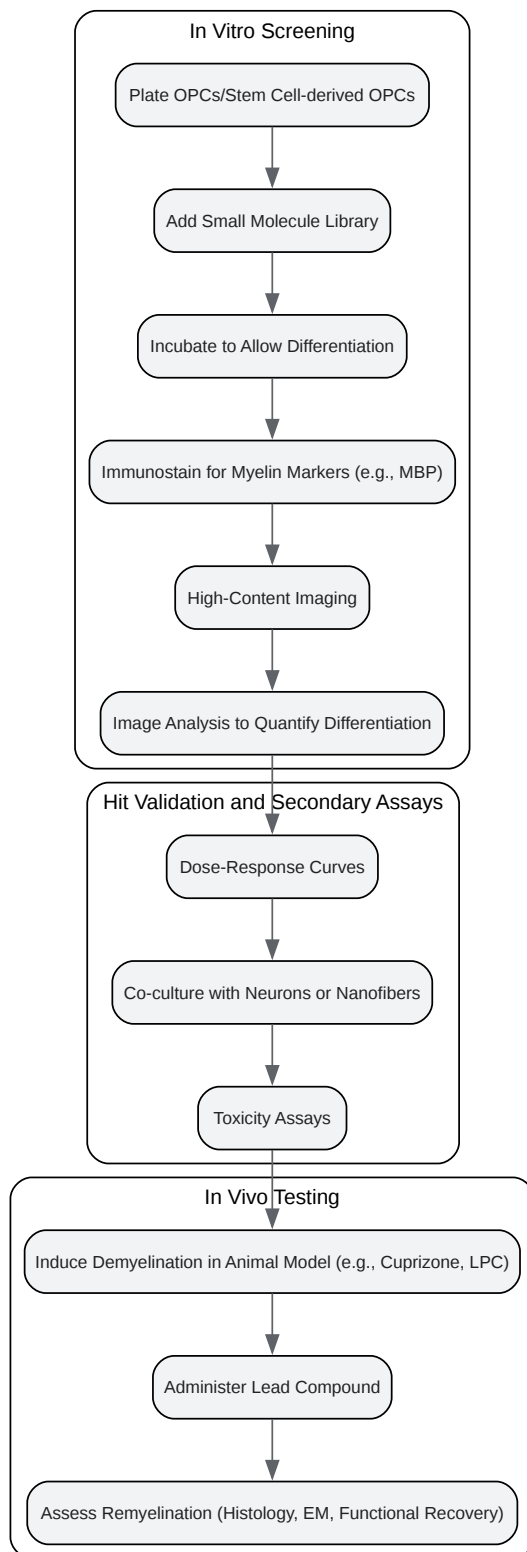 In Vitro Screening
Plate OPCs/Stem Cell-derived OPCs
Add Small Molecule Library
Incubate to Allow Differentiation
Immunostain for Myelin Markers (e.g., MBP)
High-Content Imaging
Image Analysis to Quantify Differentiation
Hit Validation and Secondary Assays
Dose-Response Curves
Co-culture with Neurons or Nanofibers
Toxicity Assays
In Vivo Testing
Induce Demyelination in Animal Model (e.g., Cuprizone, LPC)
Administer Lead Compound
Assess Remyelination (Histology, EM, Functional Recovery)